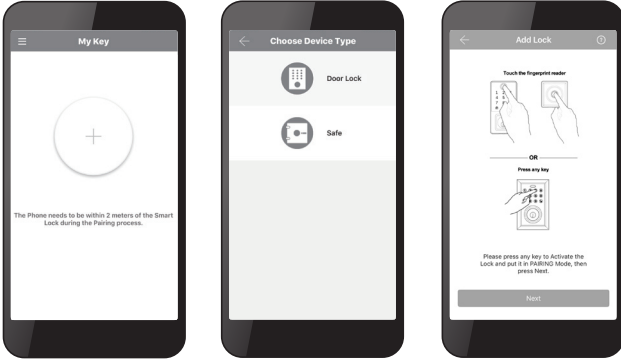 My Key
The Phone needs to be within 2 meters of the Smart
Lock during the Pairing process.
Choose Device Type
Door Lock
Safe
Add Lock
?
Touch the fingerprint reader
OR
Press any key
Please press any key to Activate the
Lock and put it in PAIRING Mode, then
press Next.
Next